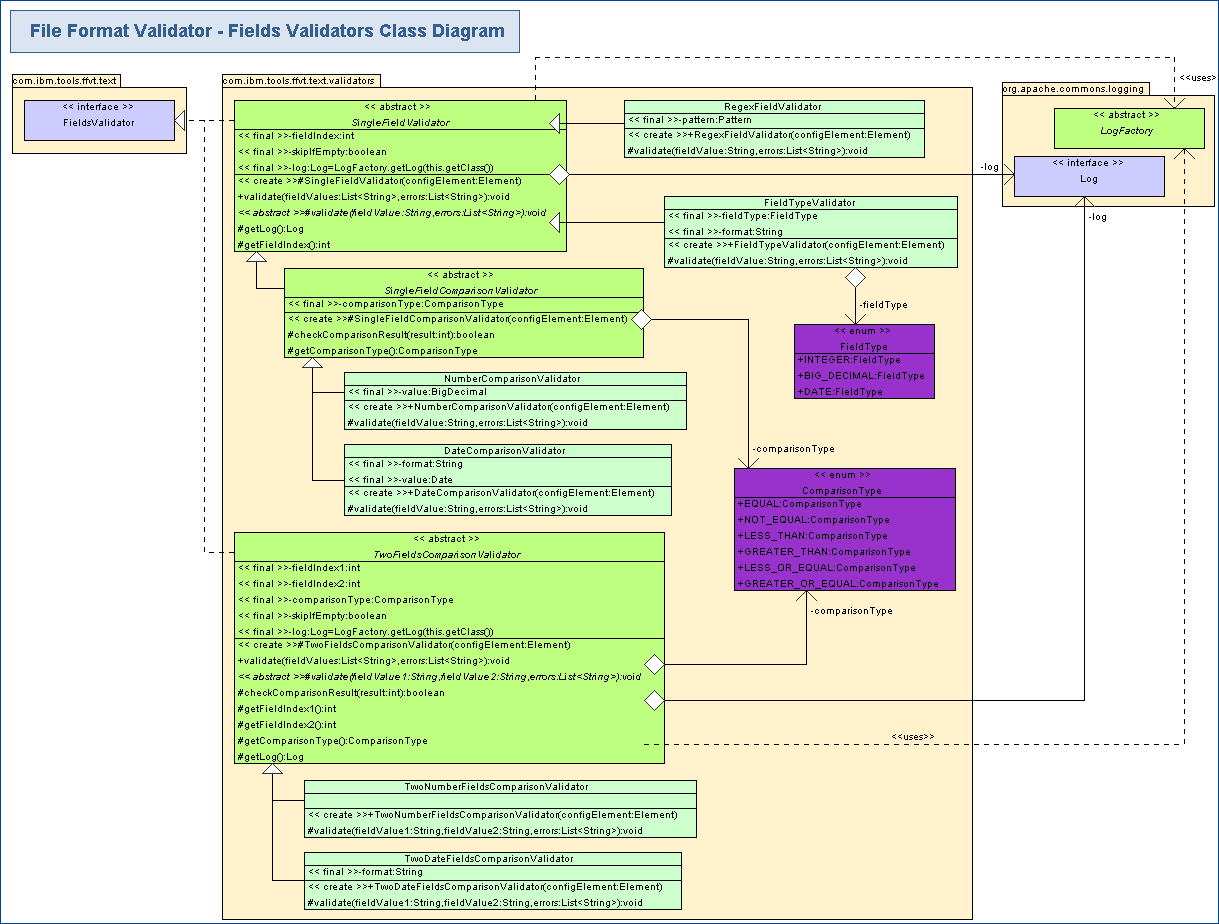 File Format Validator - Fields Validators Class Diagram
com.ibm.tools.ffvt.text
<< interface >>
FieldsValidator
com.ibm.tools.ffvt.text.validators
<< abstract >>
SingleFieldValidator
<< final >>-fieldIndex:int
<< final >>-skipIfEmpty:boolean
<< final >>-log:Log=LogFactory.getLog(this.getClass())
<< create >>#SingleFieldValidator(configElement:Element)
+validate(fieldValues:List<String>,errors:List<String>):void
<< abstract >>#validate(fieldValue:String,errors:List<String>):void
#getLog():Log
#getFieldIndex():int
RegexFieldValidator
<< final >>-pattern:Pattern
<< create >>+RegexFieldValidator(configElement:Element)
#validate(fieldValue:String,errors:List<String>):void
<<uses>>
org.apache.commons.logging
<< abstract >>
LogFactory
-log
<< interface >>
Log
-log
FieldTypeValidator
<< final >>-fieldType:FieldType
<< final >>-format:String
<< create >>+FieldTypeValidator(configElement:Element)
#validate(fieldValue:String,errors:List<String>):void
-fieldType
<< enum >>
FieldType
+INTEGER:FieldType
+BIG_DECIMAL:FieldType
+DATE:FieldType
<< abstract >>
SingleFieldComparisonValidator
<< final >>-comparisonType:ComparisonType
<< create >>#SingleFieldComparisonValidator(configElement:Element)
#checkComparisonResult(result:int):boolean
#getComparisonType():ComparisonType
NumberComparisonValidator
<< final >>-value:BigDecimal
<< create >>+NumberComparisonValidator(configElement:Element)
#validate(fieldValue:String,errors:List<String>):void
DateComparisonValidator
<< final >>-format:String
<< final >>-value:Date
<< create >>+DateComparisonValidator(configElement:Element)
#validate(fieldValue:String,errors:List<String>):void
-comparisonType
<< enum >>
ComparisonType
+EQUAL:ComparisonType
+NOT_EQUAL:ComparisonType
+LESS_THAN:ComparisonType
+GREATER_THAN:ComparisonType
+LESS_OR_EQUAL:ComparisonType
+GREATER_OR_EQUAL:ComparisonType
-comparisonType
<< abstract >>
TwoFieldsComparisonValidator
<< final >>-fieldIndex1:int
<< final >>-fieldIndex2:int
<< final >>-comparisonType:ComparisonType
<< final >>-skipIfEmpty:boolean
<< final >>-log:Log=LogFactory.getLog(this.getClass())
<< create >>#TwoFieldsComparisonValidator(configElement:Element)
+validate(fieldValues:List<String>,errors:List<String>):void
<< abstract >>#validate(fieldValue1:String,fieldValue2:String,errors:List<String>):void
#checkComparisonResult(result:int):boolean
#getFieldIndex1():int
#getFieldIndex2():int
#getComparisonType():ComparisonType
#getLog():Log
<<uses>>
TwoNumberFieldsComparisonValidator
<< create >>+TwoNumberFieldsComparisonValidator(configElement:Element)
#validate(fieldValue1:String,fieldValue2:String,errors:List<String>):void
TwoDateFieldsComparisonValidator
<< final >>-format:String
<< create >>+TwoDateFieldsComparisonValidator(configElement:Element)
#validate(fieldValue1:String,fieldValue2:String,errors:List<String>):void